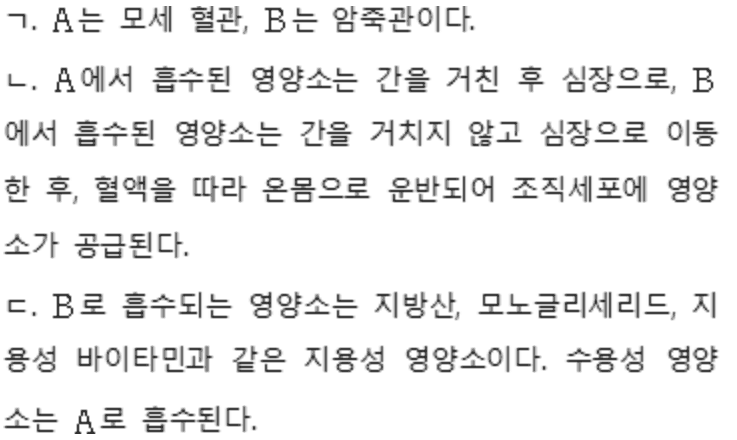 ㄱ. A는 모세 혈관, B는 암죽관이다.
ㄴ. A에서 흡수된 영양소는 간을 거친 후 심장으로, B
에서 흡수된 영양소는 간을 거치지 않고 심장으로 이동
한 후, 혈액을 따라 온몸으로 운반되어 조직세포에 영양
소가 공급된다.
ㄷ. B로 흡수되는 영양소는 지방산, 모노글리세리드, 지
용성 바이타민과 같은 지용성 영양소이다. 수용성 영양
소는 A로 흡수된다.